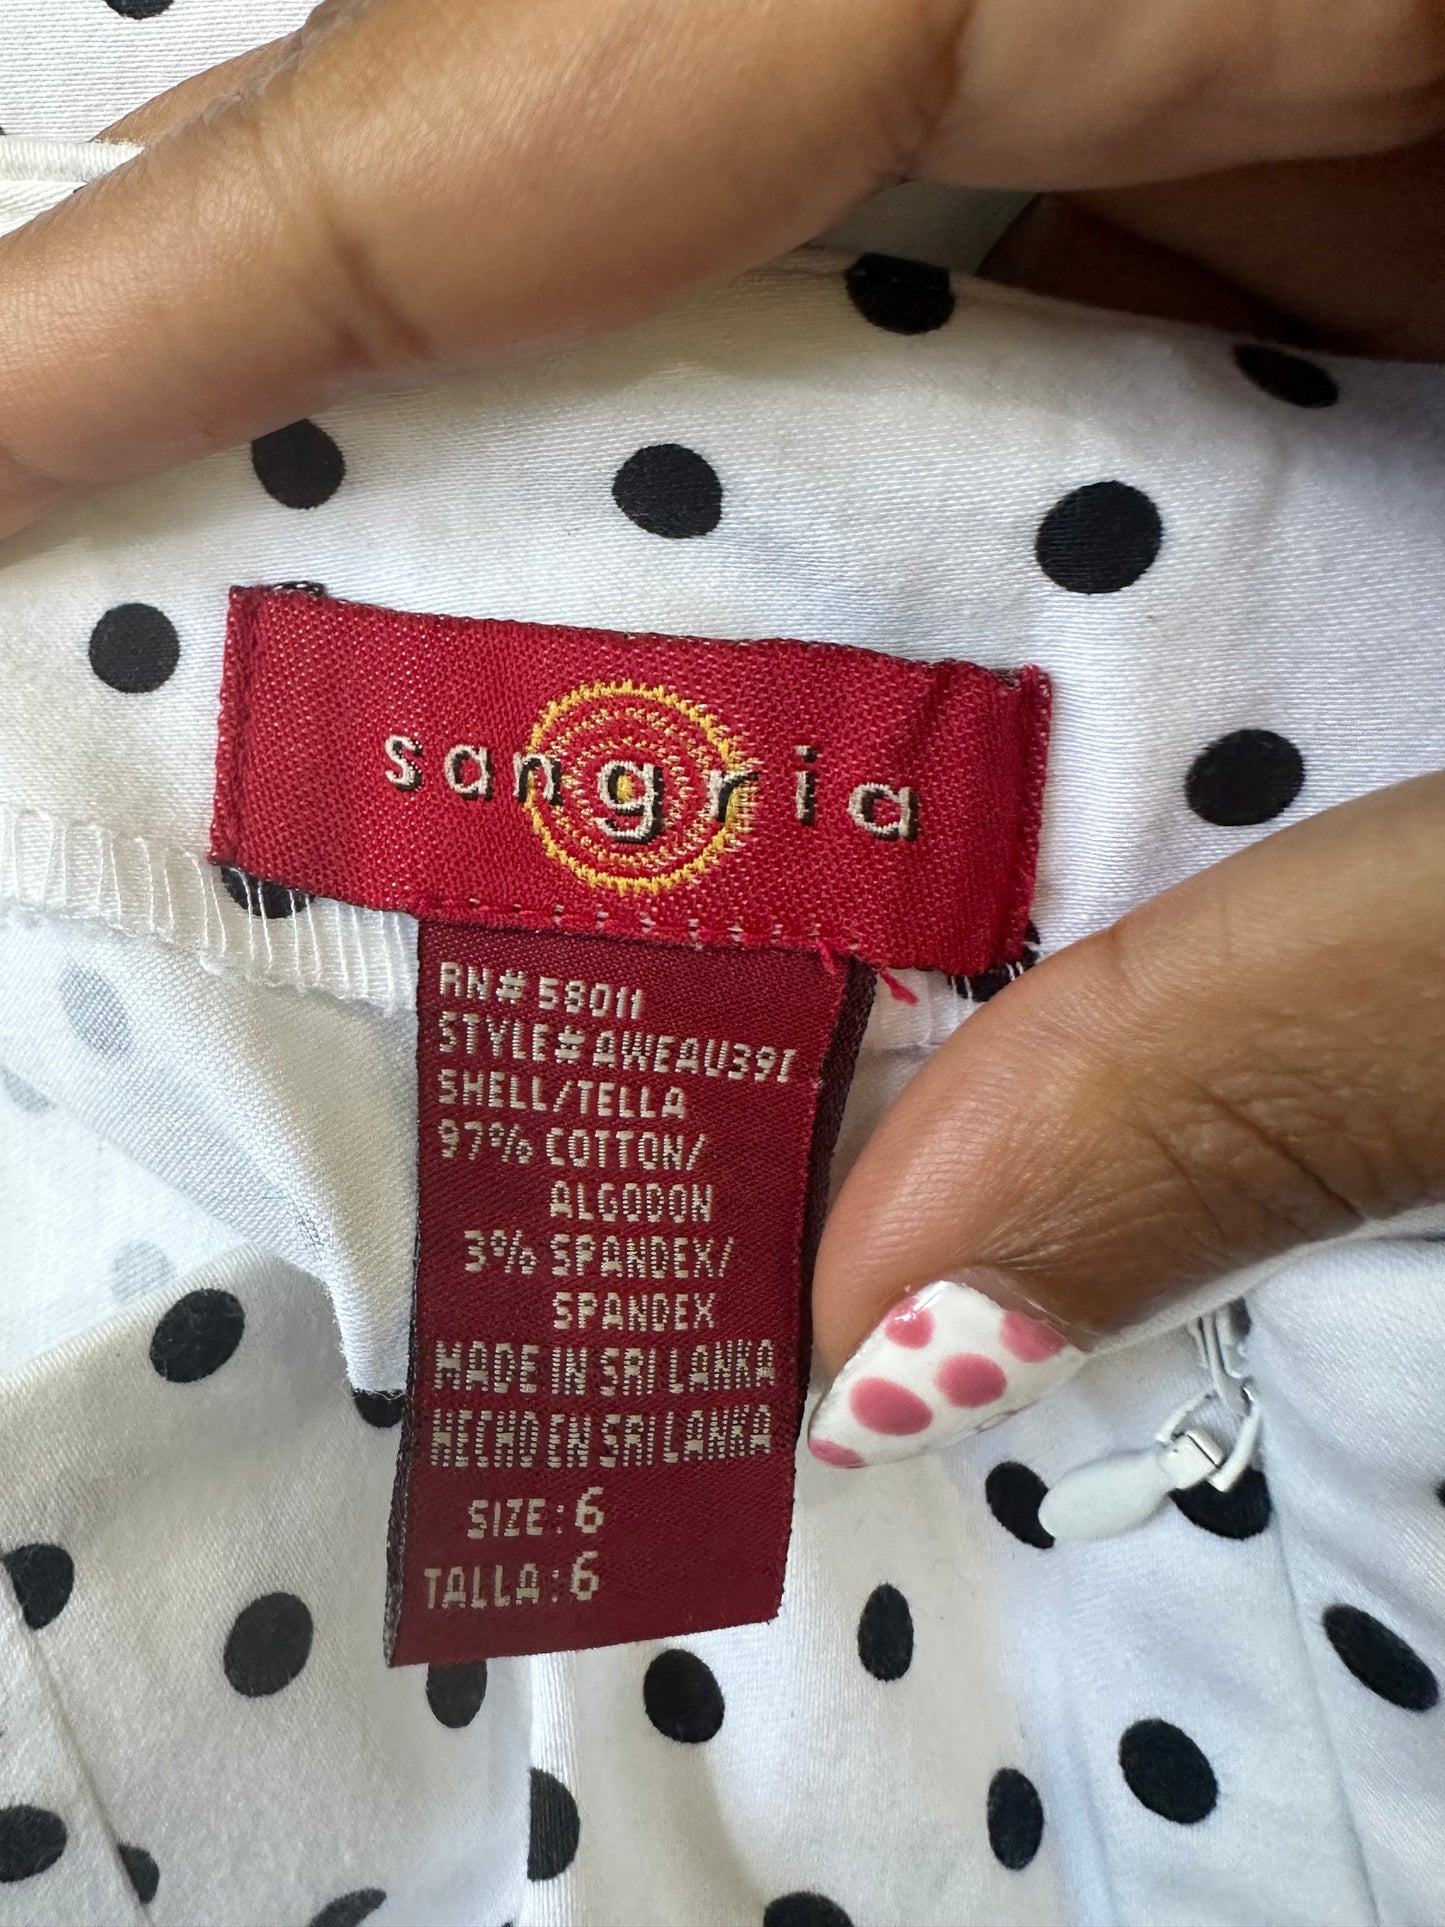 sangria
RN# 58011
STYLE# AWEAU39I
SHELL/TELLA
97% COTTON/
ALGODON
3% SPANDEX/
SPANDEX
MADE IN SRI LANKA
HECHO EN SRI LANKA
SIZE: 6
TALLA: 6